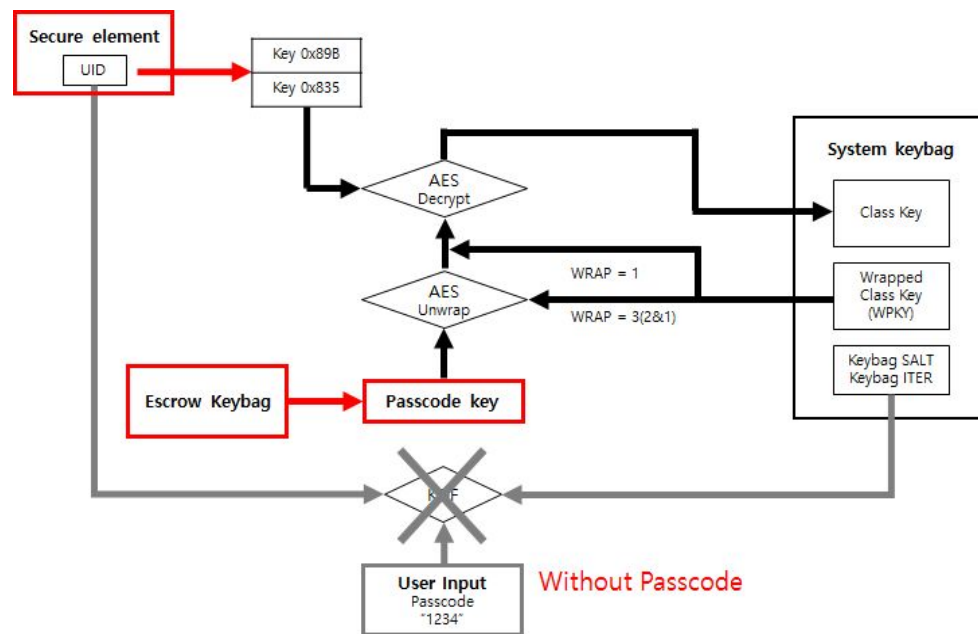 Secure element
UID
Key 0x89B
Key 0x835
AES
Decrypt
System keybag
Class Key
WRAP = 1
Wrapped
Class Key
(WPKY)
AES
Unwrap
WRAP = 3(2&1)
Keybag SALT
Keybag ITER
Escrow Keybag
Passcode key
User Input
Passcode
"1234"
Without Passcode